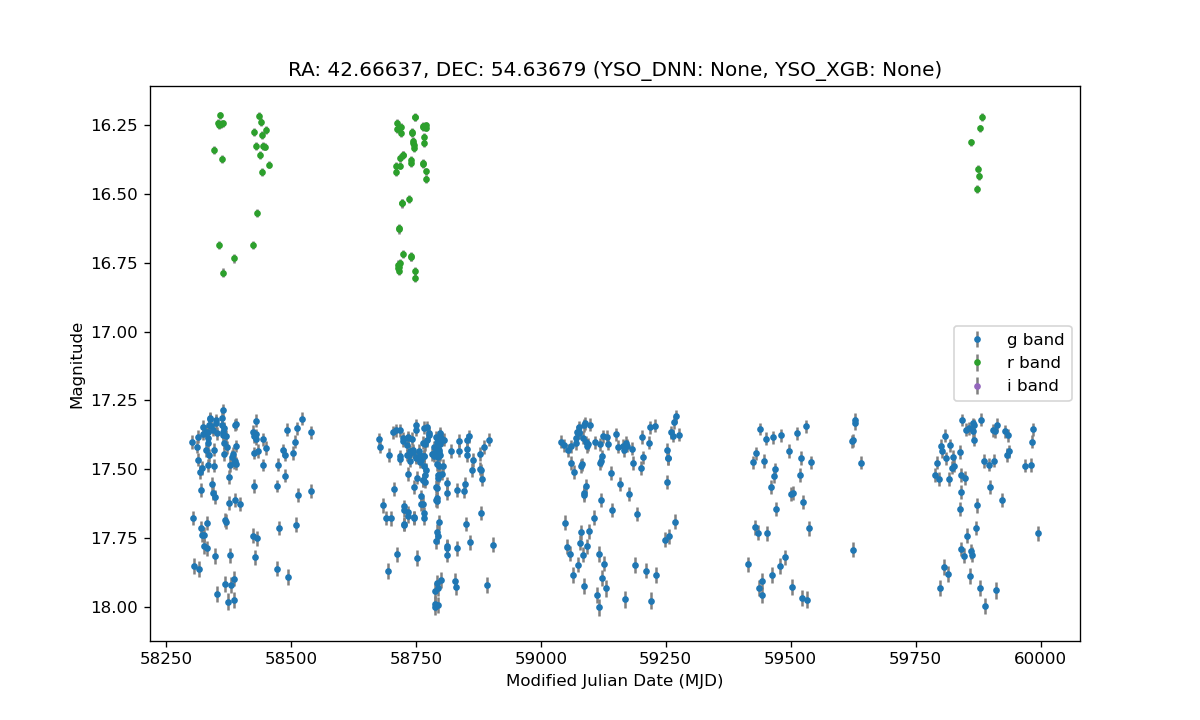 RA: 42.66637, DEC: 54.63679 (YSO_DNN: None, YSO_XGB: None)
16.25
16.50
16.75
17.00
17.25
17.50
17.75
18.00
Magnitude
g band
r band
i band
58250 58500 58750 59000 59250 59500 59750 60000
Modified Julian Date (MJD)